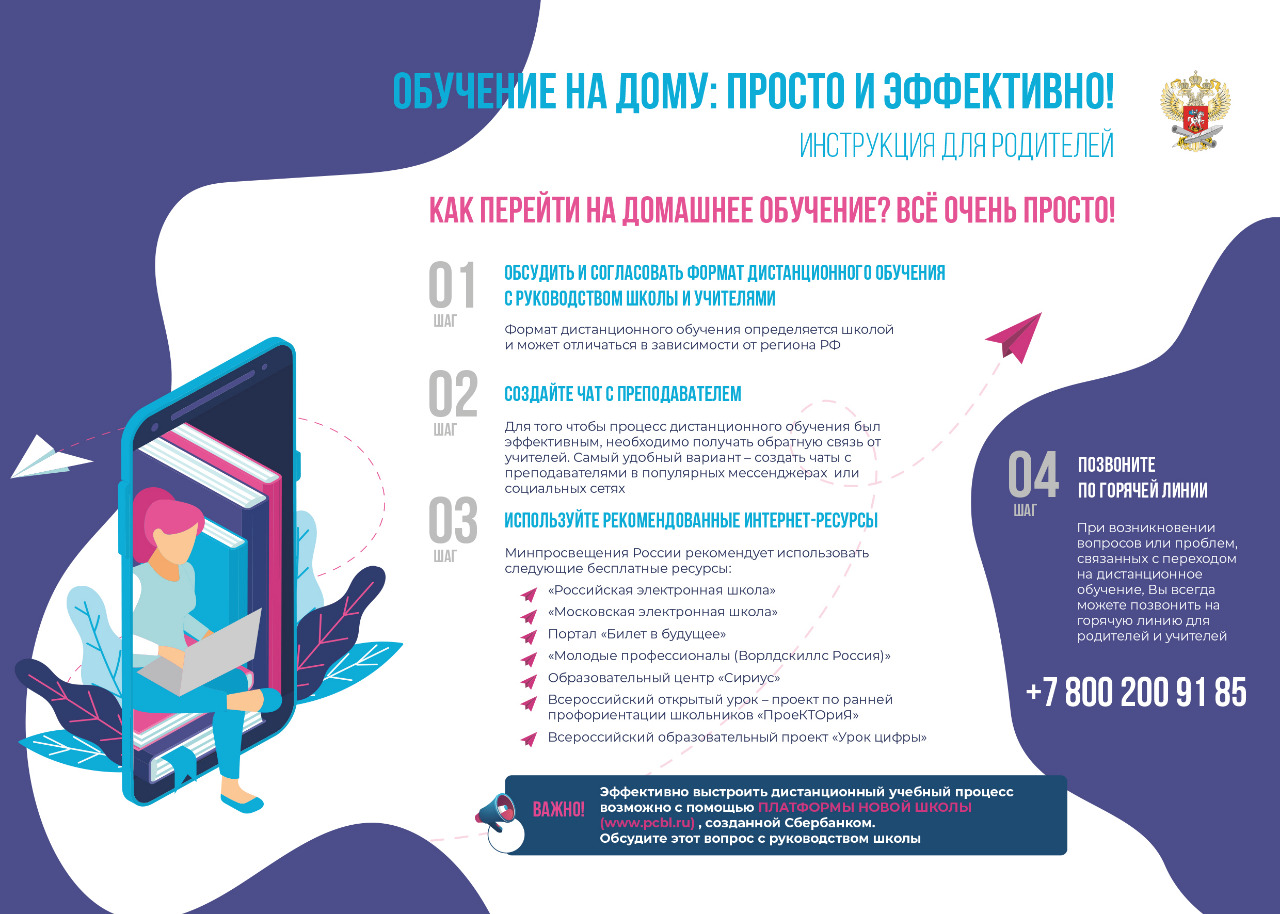 ОБУЧЕНИЕ НА ДОМУ: ПРОСТО И ЭФФЕКТИВНО!
ИНСТРУКЦИЯ ДЛЯ РОДИТЕЛЕЙ
КАК ПЕРЕЙТИ НА ДОМАШНЕЕ ОБУЧЕНИЕ? ВСЁ ОЧЕНЬ ПРОСТО!
01
ШАГ
ОБСУДИТЬ И СОГЛАСОВАТЬ ФОРМАТ ДИСТАНЦИОННОГО ОБУЧЕНИЯ
С РУКОВОДСТВОМ ШКОЛЫ И УЧИТЕЛЯМИ
Формат дистанционного обучения определяется школой
и может отличаться в зависимости от региона РФ
02
ШАГ
СОЗДАЙТЕ ЧАТ С ПРЕПОДАВАТЕЛЕМ
Для того чтобы процесс дистанционного обучения был
эффективным, необходимо получать обратную связь от
учителей. Самый удобный вариант – создать чаты с
преподавателями в популярных мессенджерах или
социальных сетях
03
ШАГ
ИСПОЛЬЗУЙТЕ РЕКОМЕНДОВАННЫЕ ИНТЕРНЕТ-РЕСУРСЫ
Минпросвещения России рекомендует использовать
следующие бесплатные ресурсы:
«Российская электронная школа»
«Московская электронная школа»
Портал «Билет в будущее»
«Молодые профессионалы (Ворлдскиллс Россия)»
Образовательный центр «Сириус»
Всероссийский открытый урок – проект по ранней
профориентации школьников «ПроеКТОриЯ»
Всероссийский образовательный проект «Урок цифры»
04
ШАГ
ПОЗВОНИТЕ
ПО ГОРЯЧЕЙ ЛИНИИ
При возникновении
вопросов или проблем,
связанных с переходом
на дистанционное
обучение, Вы всегда
можете позвонить на
горячую линию для
родителей и учителей
+7 800 200 91 85
ВАЖНО!
Эффективно выстроить дистанционный учебный процесс
возможно с помощью ПЛАТФОРМЫ НОВОЙ ШКОЛЫ
(www.pcbl.ru) , созданной Сбербанком.
Обсудите этот вопрос с руководством школы